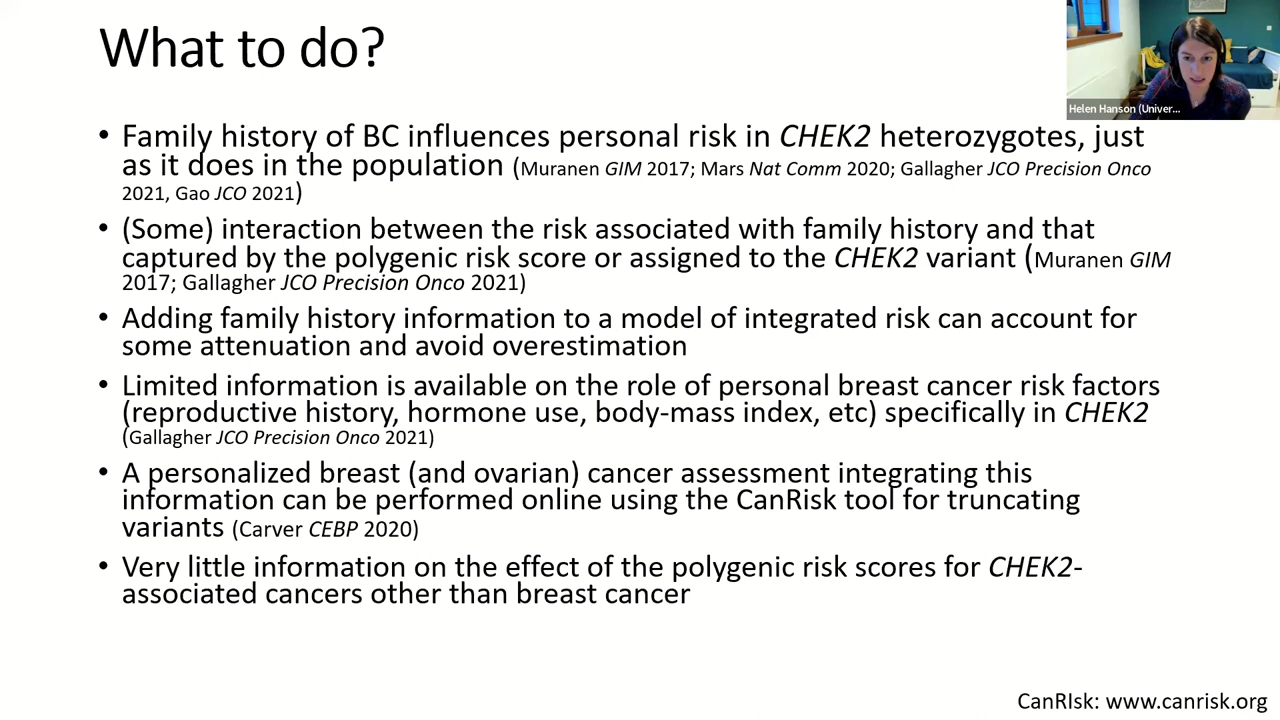 What to do?
Helen Hanson (Univer...
• Family history of BC influences personal risk in CHEK2 heterozygotes, just
as it does in the population (Muranen GIM 2017; Mars Nat Comm 2020; Gallagher JCO Precision Onco
2021, Gao JCO 2021)
• (Some) interaction between the risk associated with family history and that
captured by the polygenic risk score or assigned to the CHEK2 variant (Muranen GIM
2017; Gallagher JCO Precision Onco 2021)
• Adding family history information to a model of integrated risk can account for
some attenuation and avoid overestimation
• Limited information is available on the role of personal breast cancer risk factors
(reproductive history, hormone use, body-mass index, etc) specifically in CHEK2
(Gallagher JCO Precision Onco 2021)
• A personalized breast (and ovarian) cancer assessment integrating this
information can be performed online using the CanRisk tool for truncating
variants (Carver CEBP 2020)
• Very little information on the effect of the polygenic risk scores for CHEK2-
associated cancers other than breast cancer
CanRIsk: www.canrisk.org